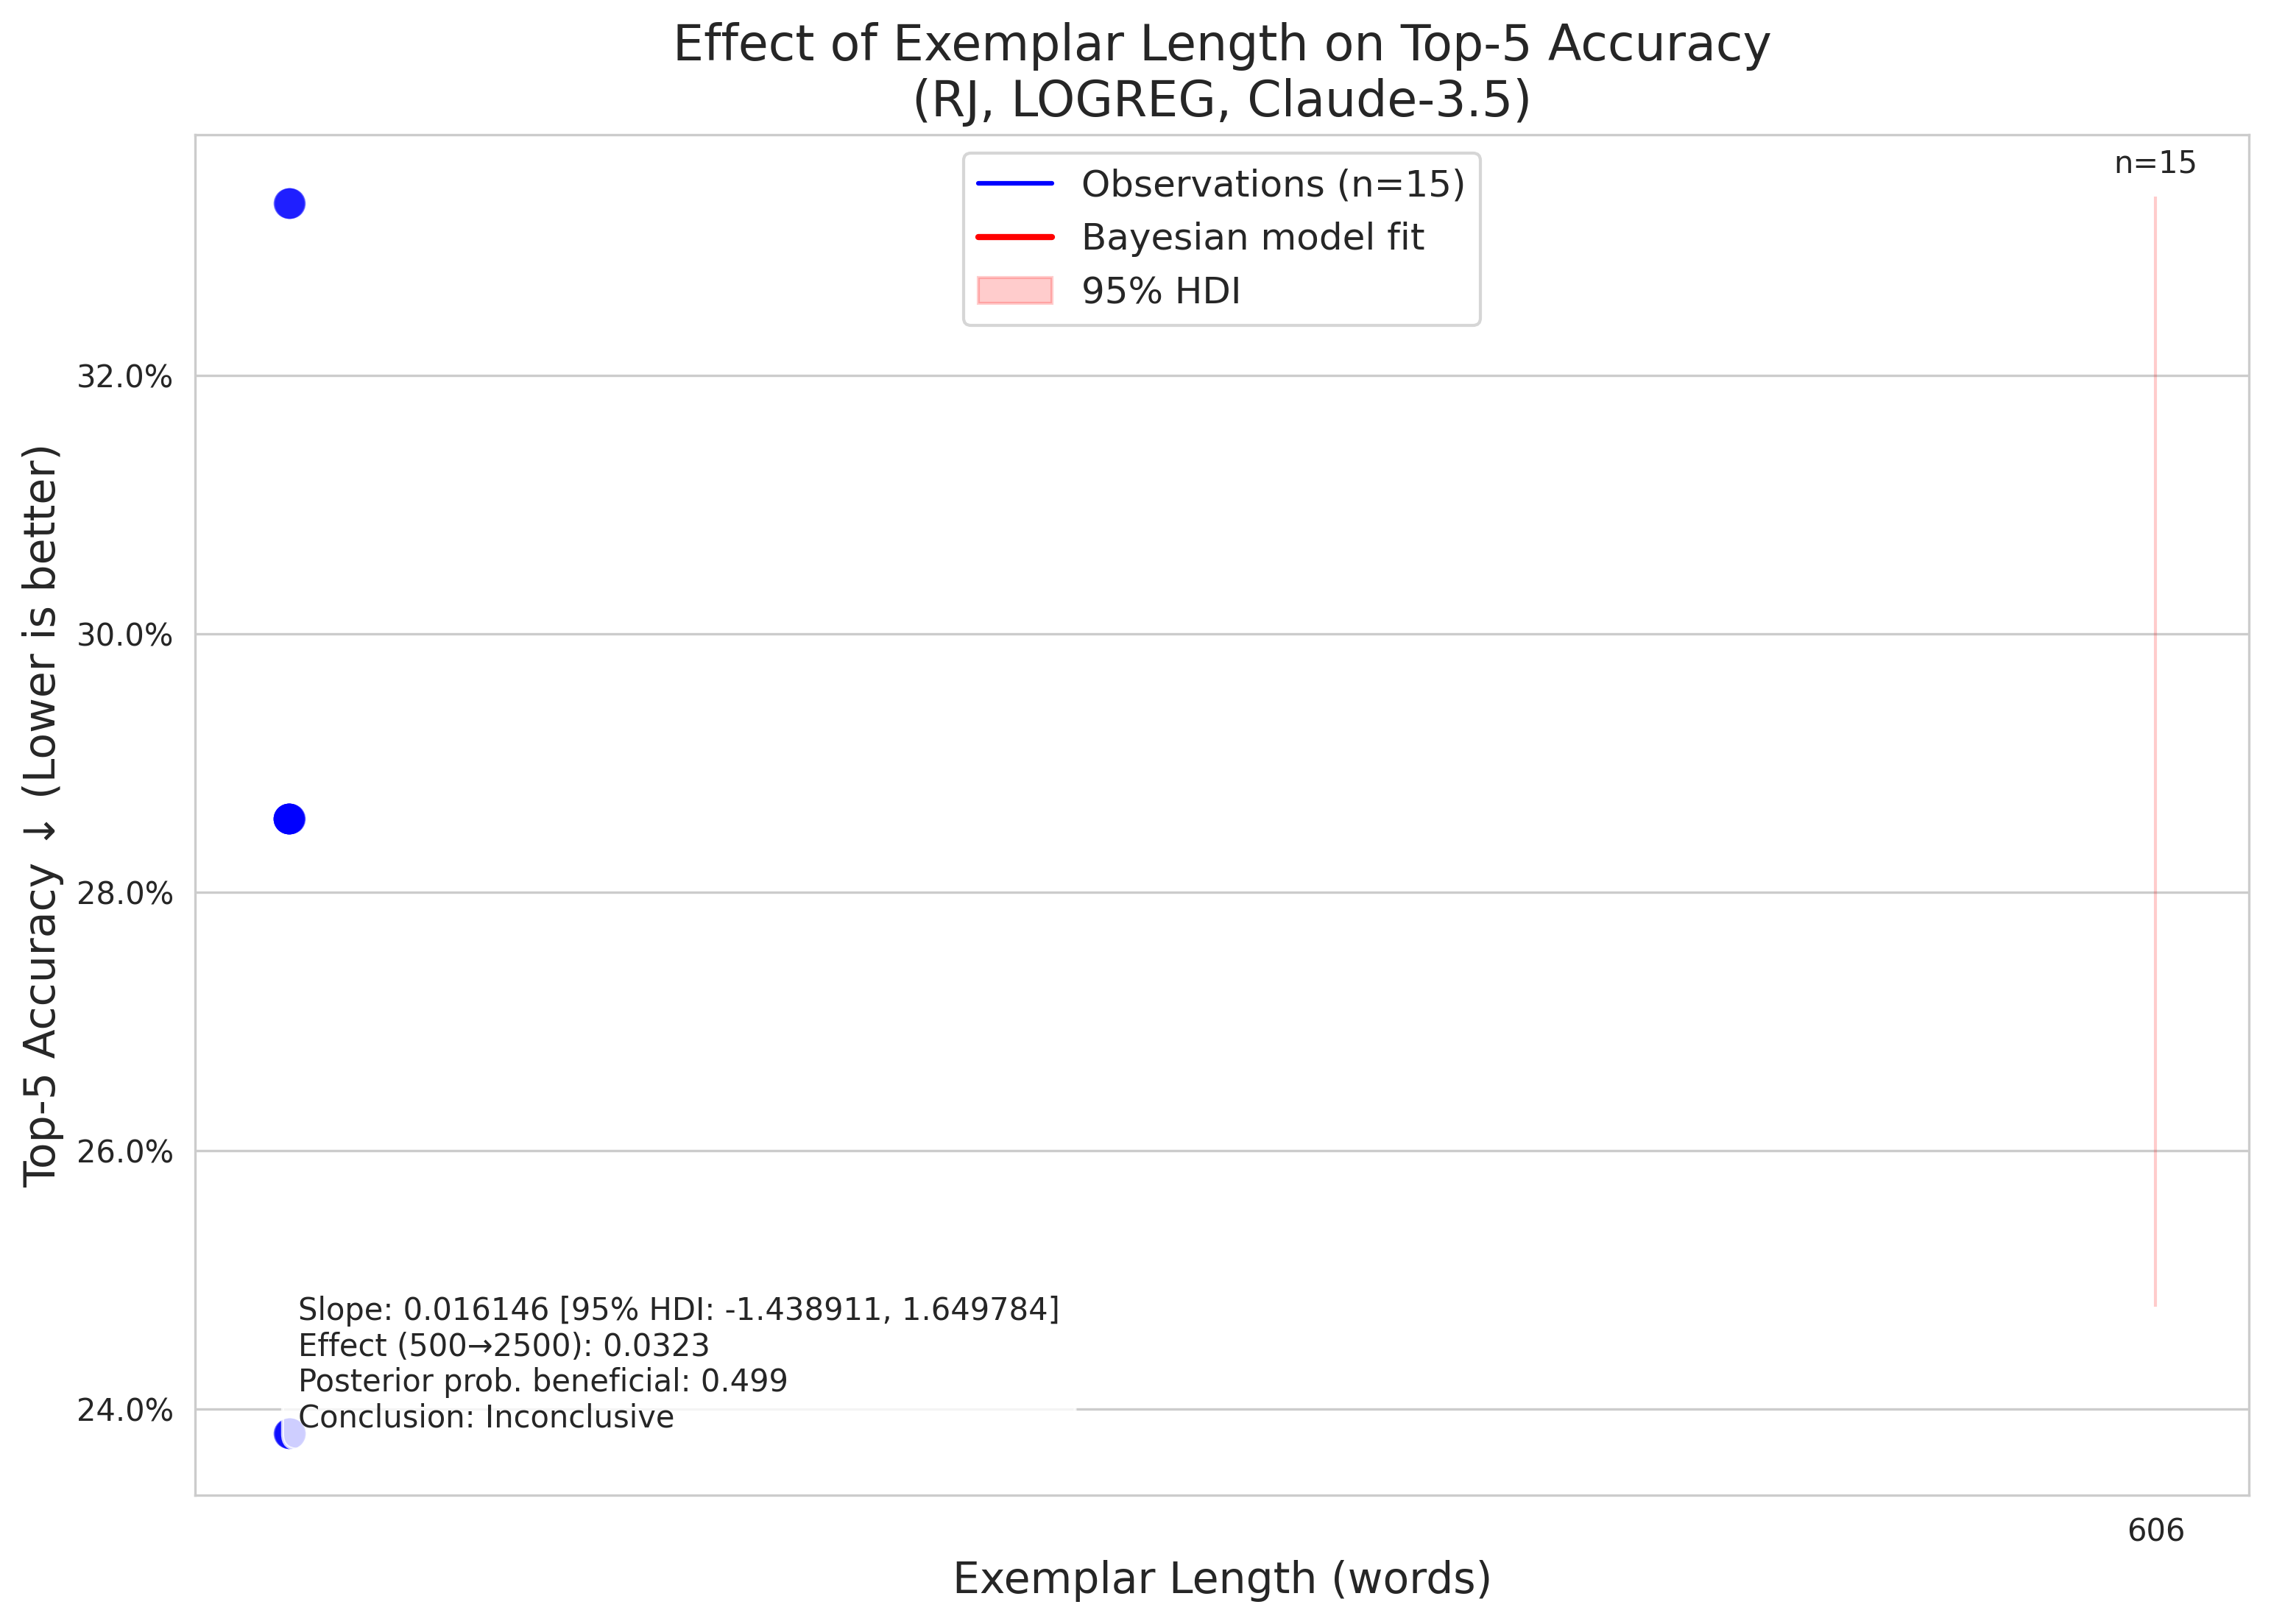 Effect of Exemplar Length on Top-5 Accuracy
(RJ, LOGREG, Claude-3.5)
n=15
Observations (n=15)
Bayesian model fit
95% HDI
Top-5 Accuracy ↓ (Lower is better)
32.0%
30.0%
28.0%
26.0%
24.0%
Slope: 0.016146 [95% HDI: -1.438911, 1.649784]
Effect (500→2500): 0.0323
Posterior prob. beneficial: 0.499
Conclusion: Inconclusive
606
Exemplar Length (words)